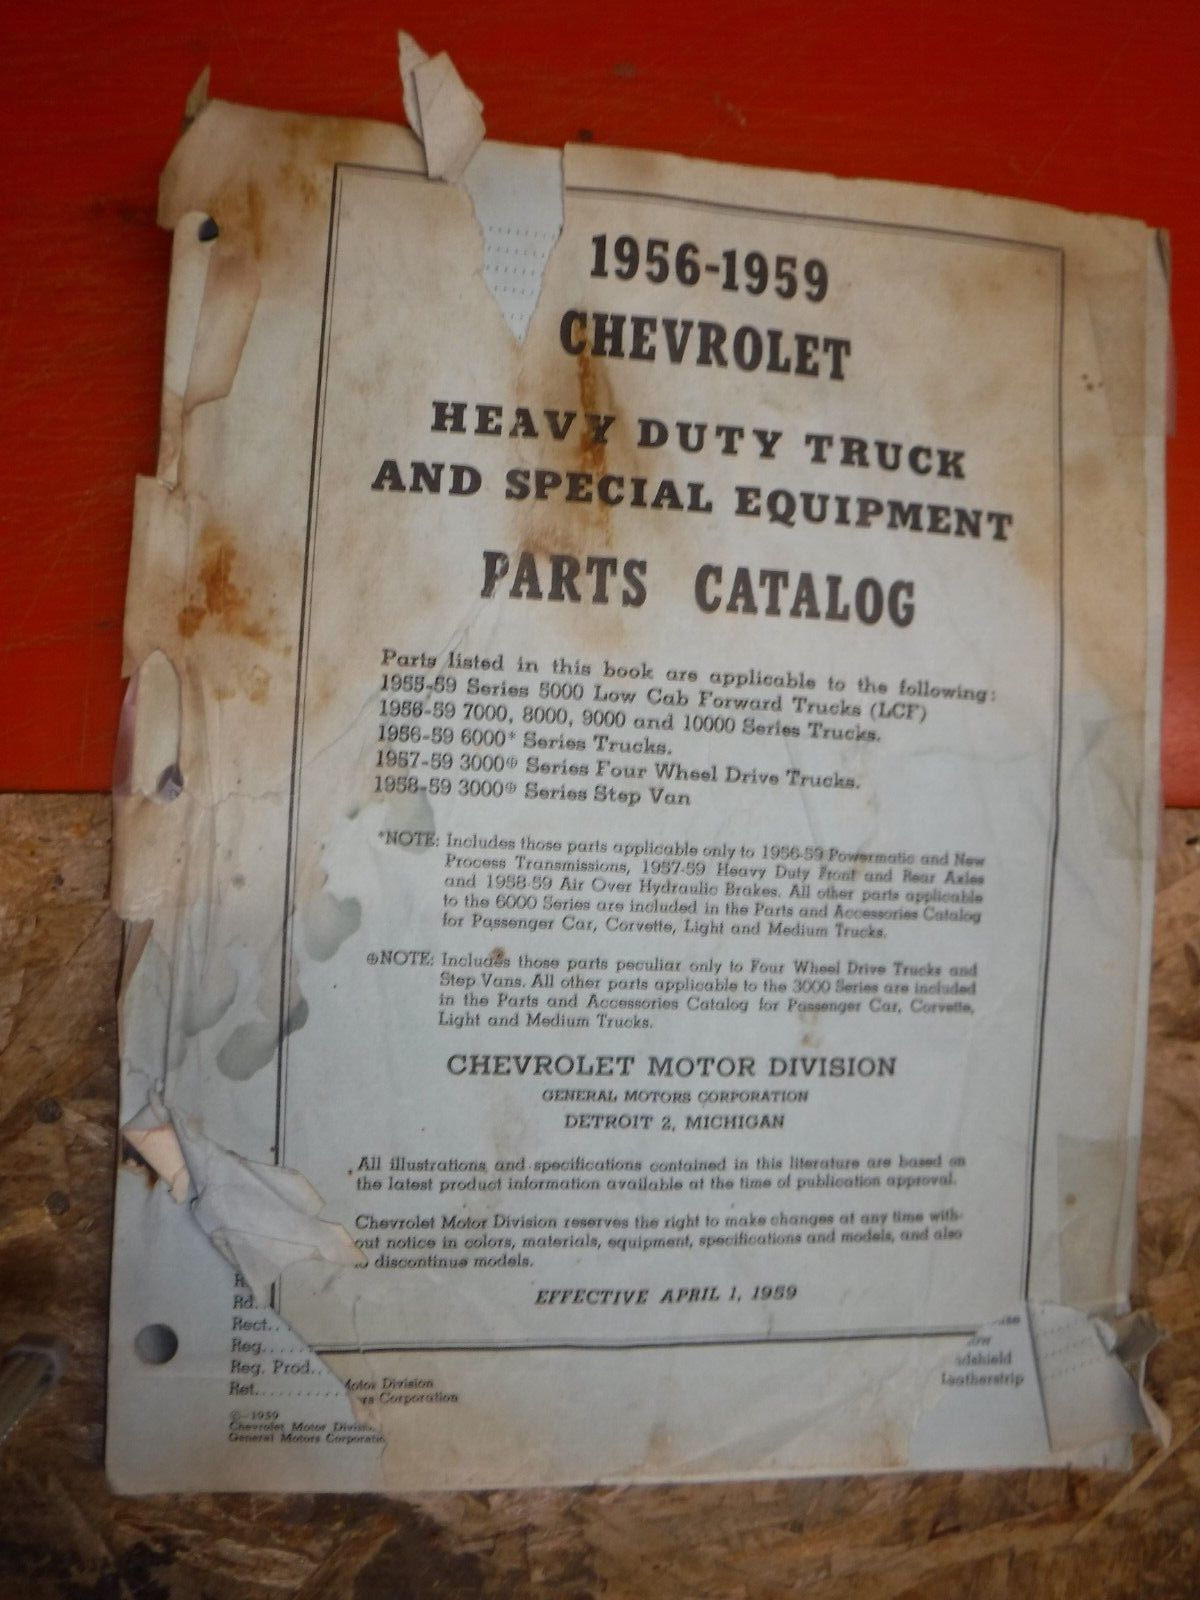 1956-1959
CHEVROLET
HEAVY DUTY TRUCK
AND SPECIAL EQUIPMENT
PARTS CATALOG
Parts listed in this book are applicable to the following:
1955-59 Series 5000 Low Cab Forward Trucks (LCF)
1956-59 7000, 8000, 9000 and 10000 Series Trucks.
1956-59 6000* Series Trucks.
1957-59 3000⊕ Series Four Wheel Drive Trucks.
1958-59 3000⊕ Series Step Van
*NOTE: Includes those parts applicable only to 1956-59 Powermatic and New
Process Transmissions, 1957-59 Heavy Duty Front and Rear Axles
and 1958-59 Air Over Hydraulic Brakes. All other parts applicable
to the 6000 Series are included in the Parts and Accessories Catalog
for Passenger Car, Corvette, Light and Medium Trucks.
⊕NOTE: Includes those parts peculiar only to Four Wheel Drive Trucks and
Step Vans. All other parts applicable to the 3000 Series are included
in the Parts and Accessories Catalog for Passenger Car, Corvette,
Light and Medium Trucks.
CHEVROLET MOTOR DIVISION
GENERAL MOTORS CORPORATION
DETROIT 2, MICHIGAN
All illustrations and specifications contained in this literature are based on
the latest product information available at the time of publication approval.
Chevrolet Motor Division reserves the right to make changes at any time with-
out notice in colors, materials, equipment, specifications and models, and also
discontinue models.
EFFECTIVE APRIL 1, 1959
Rd.
Rect..
Reg.....
Reg. Prod..
Ret.........
Motor Division
rs Corporation
©-1959
Chevrolet Motor Divisio
General Motors Corporatio
adshield
eatherstrip